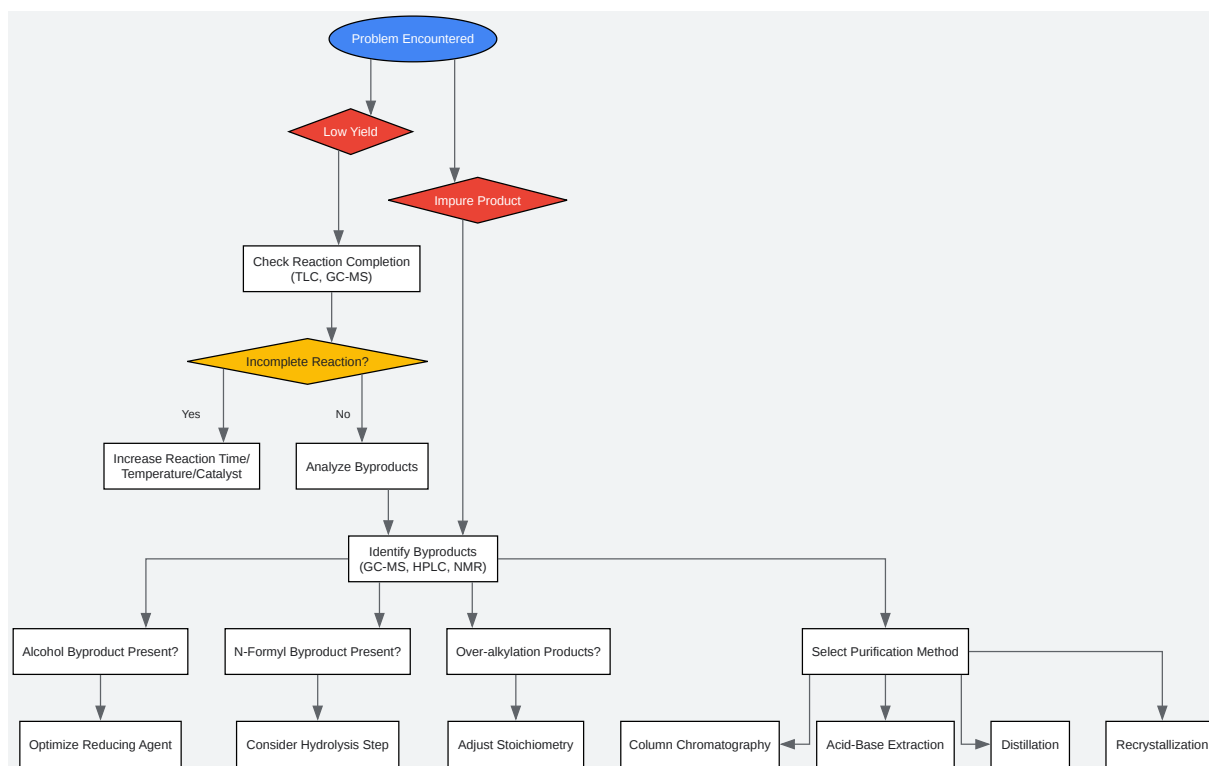 Problem Encountered
Low Yield
Impure Product
Check Reaction Completion
(TLC, GC-MS)
Incomplete Reaction?
Yes
No
Increase Reaction Time/
Temperature/Catalyst
Analyze Byproducts
Identify Byproducts
(GC-MS, HPLC, NMR)
Alcohol Byproduct Present?
N-Formyl Byproduct Present?
Over-alkylation Products?
Select Purification Method
Optimize Reducing Agent
Consider Hydrolysis Step
Adjust Stoichiometry
Column Chromatography
Acid-Base Extraction
Distillation
Recrystallization